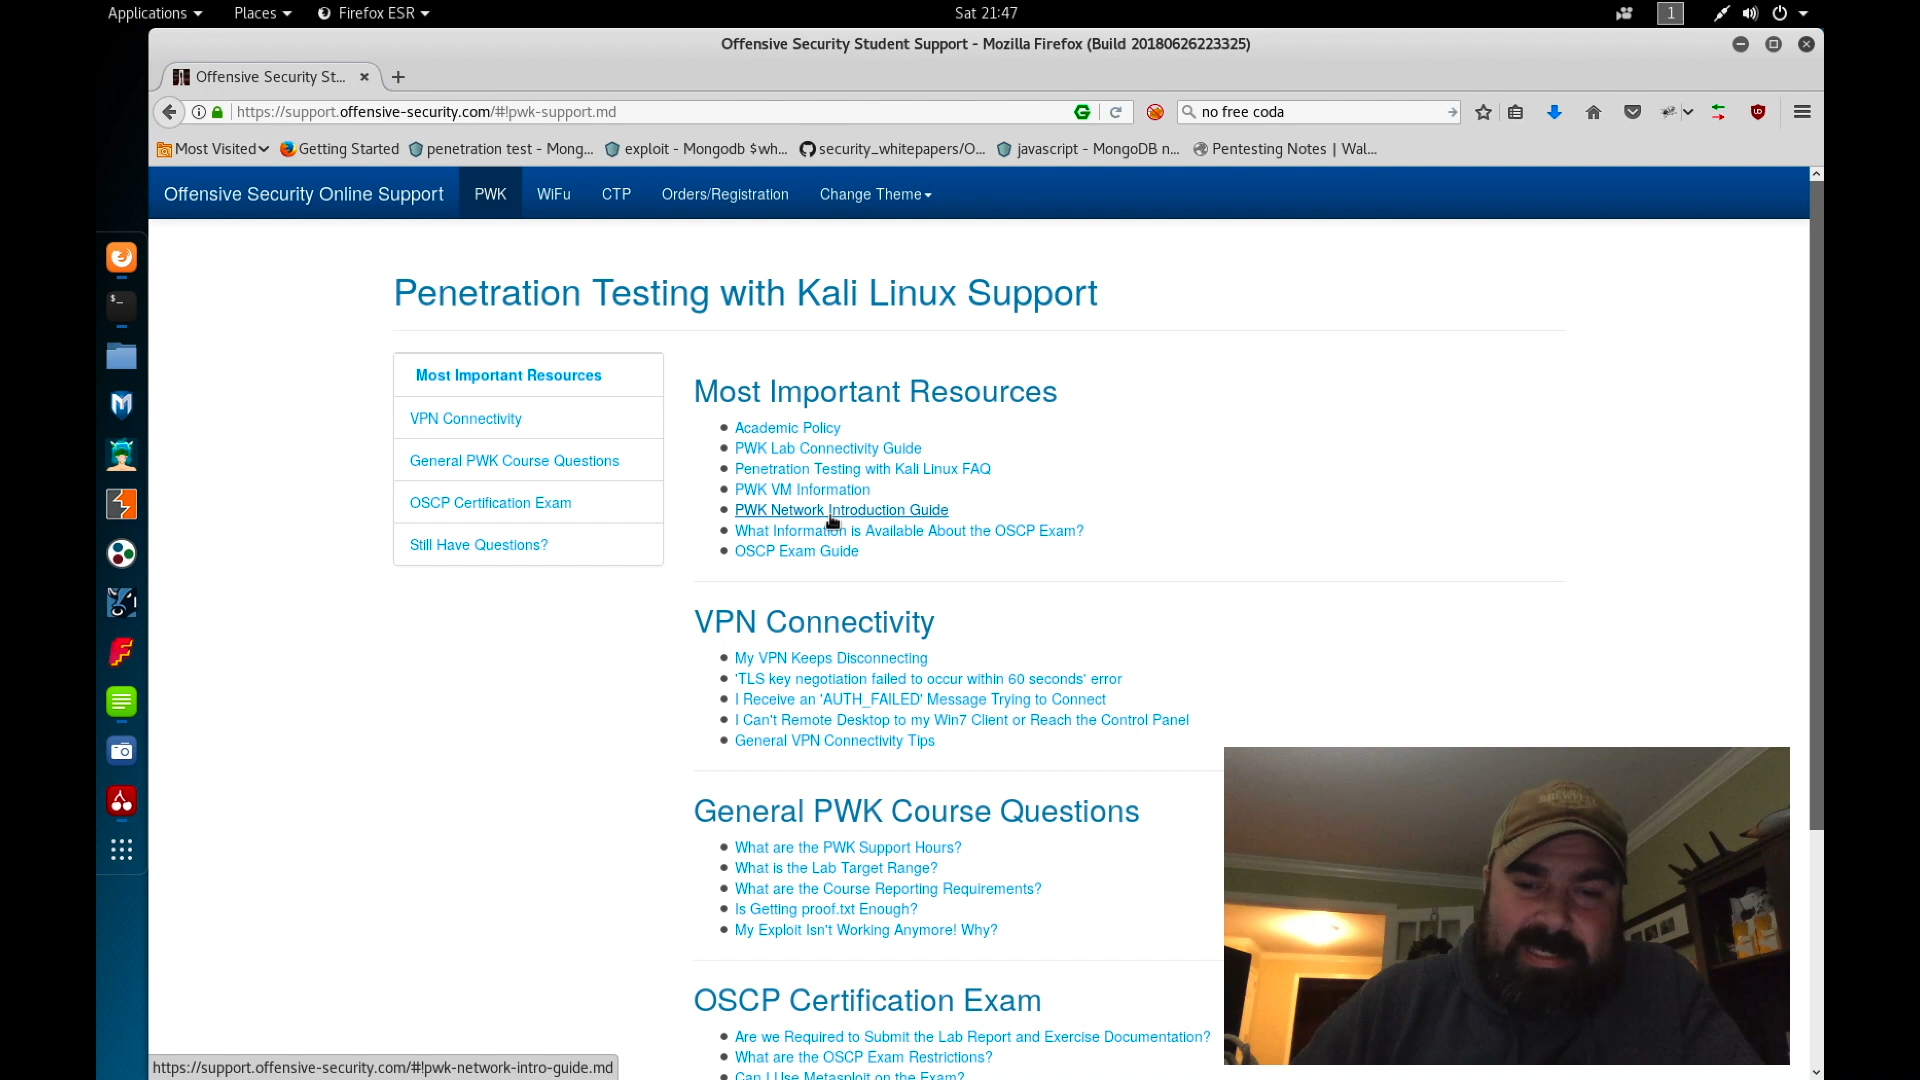 Applications Places Firefox ESR Sat 21:47 1
Offensive Security Student Support - Mozilla Firefox (Build 20180626223325)
Offensive Security St...
https://support.offensive-security.com/#!pwk-support.md no free coda
Most Visited Getting Started penetration test - Mong... exploit - Mongodb $wh... security_whitepapers/O... javascript - MongoDB n... Pentesting Notes | Wal...
Offensive Security Online Support PWK WiFu CTP Orders/Registration Change Theme
Penetration Testing with Kali Linux Support
Most Important Resources
VPN Connectivity
General PWK Course Questions
OSCP Certification Exam
Still Have Questions?
Most Important Resources
Academic Policy
PWK Lab Connectivity Guide
Penetration Testing with Kali Linux FAQ
PWK VM Information
PWK Network Introduction Guide
What Information is Available About the OSCP Exam?
OSCP Exam Guide
VPN Connectivity
My VPN Keeps Disconnecting
'TLS key negotiation failed to occur within 60 seconds' error
I Receive an 'AUTH_FAILED' Message Trying to Connect
I Can't Remote Desktop to my Win7 Client or Reach the Control Panel
General VPN Connectivity Tips
General PWK Course Questions
What are the PWK Support Hours?
What is the Lab Target Range?
What are the Course Reporting Requirements?
Is Getting proof.txt Enough?
My Exploit Isn't Working Anymore! Why?
OSCP Certification Exam
Are we Required to Submit the Lab Report and Exercise Documentation?
What are the OSCP Exam Restrictions?
Can I Use Metasploit on the Exam?
https://support.offensive-security.com/#!pwk-network-intro-guide.md